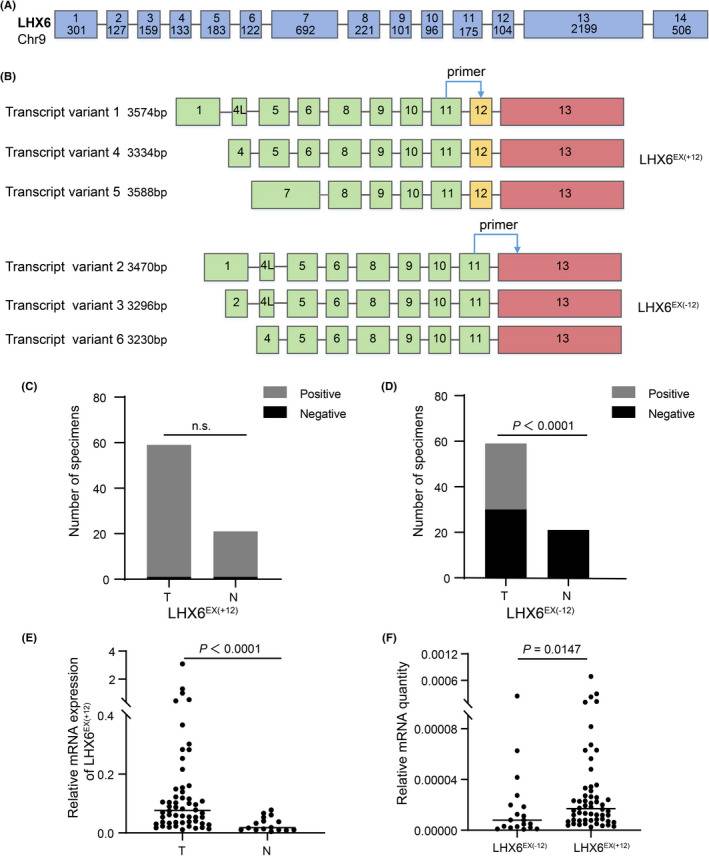 (A)
LHX6
Chr9
1 2 3 4 5 6 7 8 9 10 11 12 13 14
301 127 159 133 183 122 692 221 101 96 175 104 2199 506
(B)
primer
Transcript variant 1 3574bp 1 4L 5 6 8 9 10 11 12 13
Transcript variant 4 3334bp 4 5 6 8 9 10 11 12 13 LHX6EX(+12)
Transcript variant 5 3588bp 7 8 9 10 11 12 13
primer
Transcript variant 2 3470bp 1 4L 5 6 8 9 10 11 13
Transcript variant 3 3296bp 2 4L 5 6 8 9 10 11 13 LHX6EX(-12)
Transcript variant 6 3230bp 4 5 6 8 9 10 11 13
(C)
Positive
Negative
n.s.
Number of specimens
80
60
40
20
0
T N
LHX6EX(+12)
(D)
Positive
Negative
P < 0.0001
Number of specimens
80
60
40
20
0
T N
LHX6EX(-12)
(E)
P < 0.0001
Relative mRNA expression
of LHX6EX(+12)
4
2
0.4
0.2
0.0
T N
(F)
P = 0.0147
Relative mRNA quantity
0.0012
0.0006
0.00008
0.00004
0.00000
LHX6EX(-12) LHX6EX(+12)